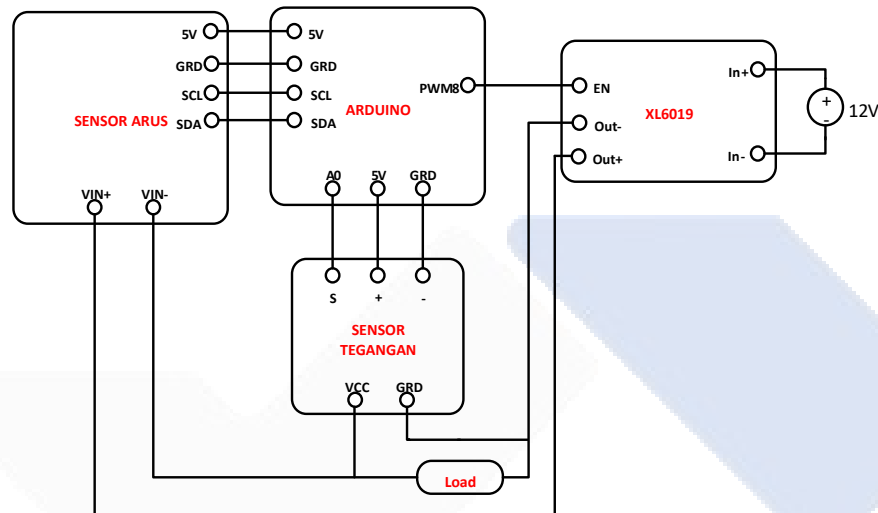 5V
GRD
SCL
SDA
SENSOR ARUS
VIN+
VIN-
5V
GRD
SCL
SDA
ARDUINO
PWM8
A0
5V
GRD
EN
Out-
Out+
XL6019
In+
In-
+
-
12V
S
+
-
SENSOR
TEGANGAN
VCC
GRD
Load